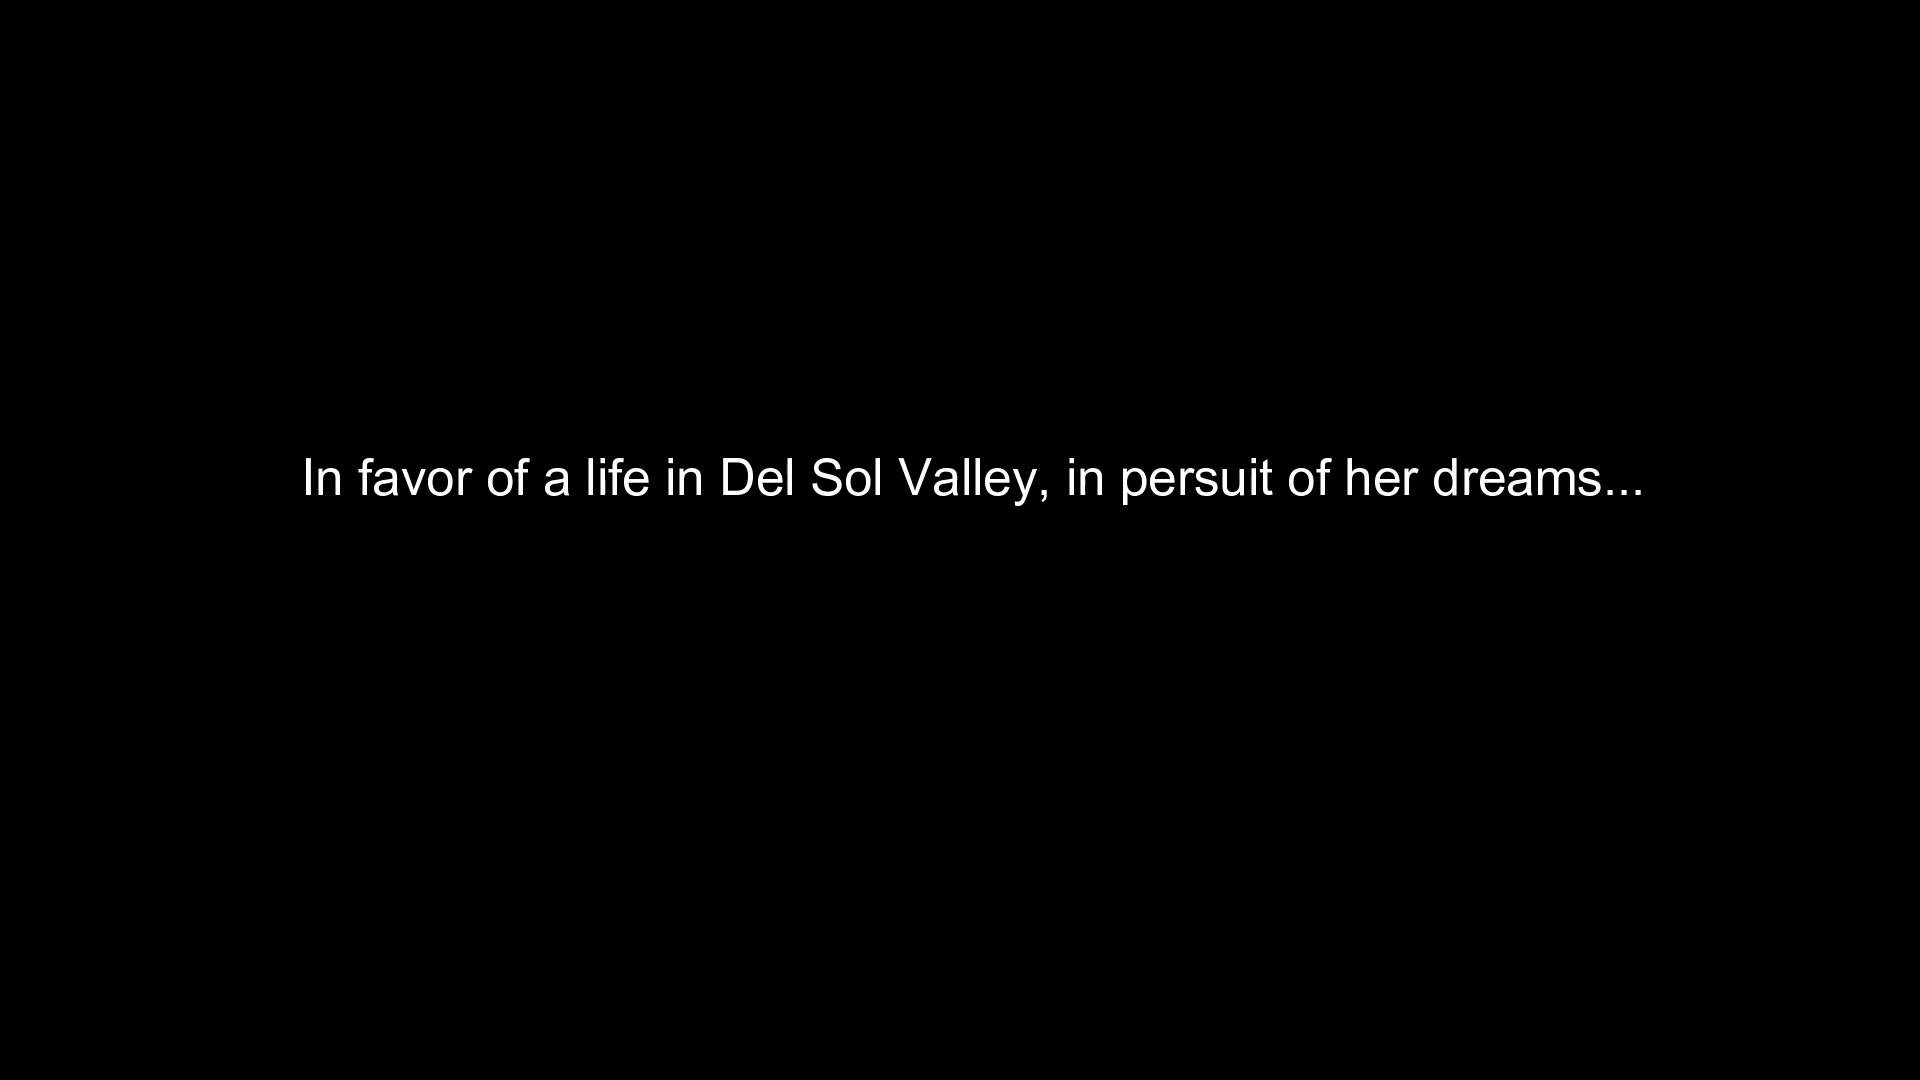 In favor of a life in Del Sol Valley, in persuit of her dreams...